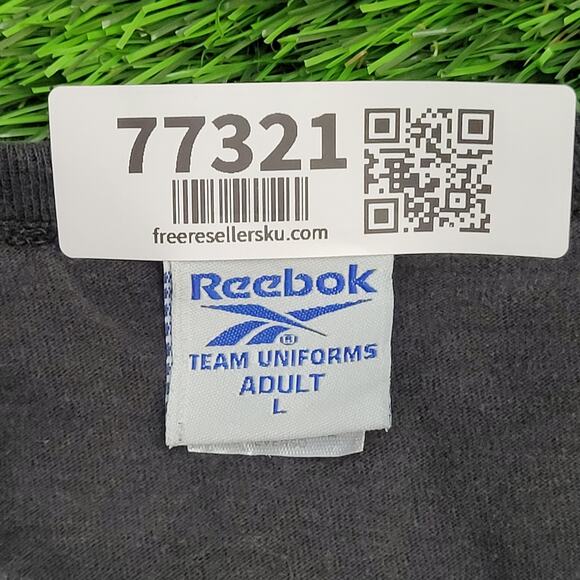 77321
freeresellersku.com
Reebok
®
TEAM UNIFORMS
ADULT
L